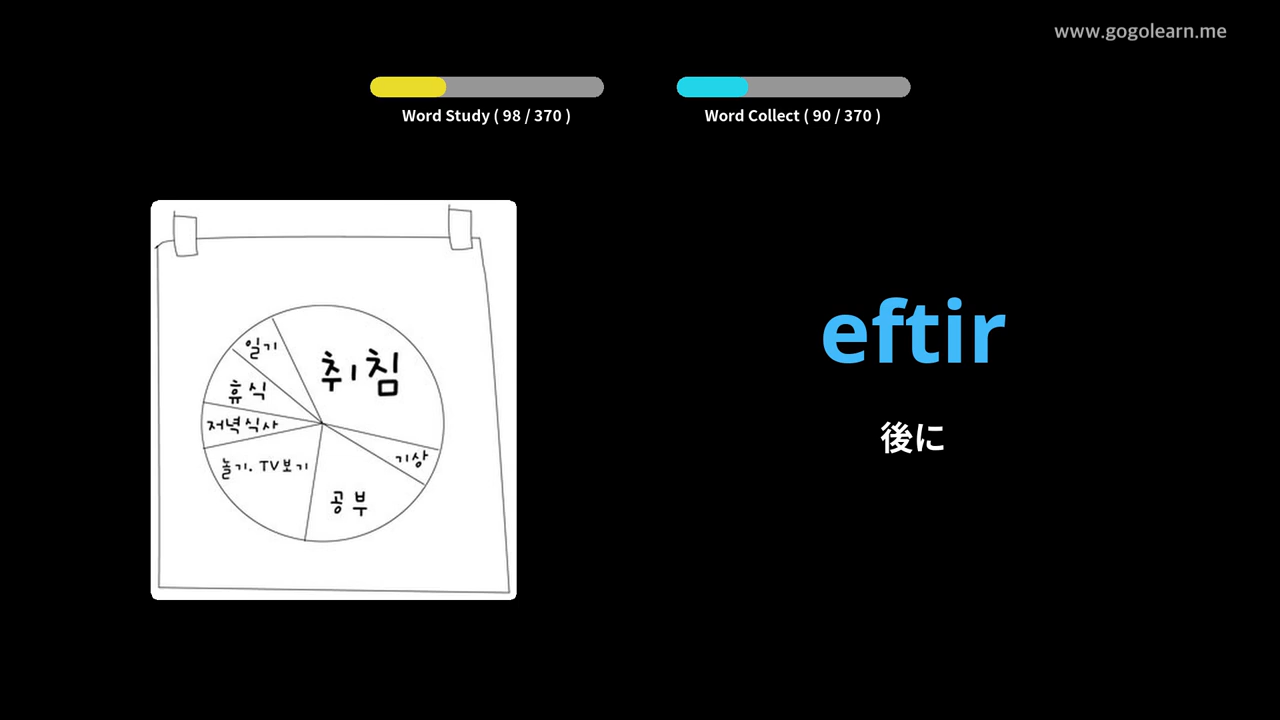 www.gogolearn.me
Word Study ( 98 / 370 )
Word Collect ( 90 / 370 )
일기
취침
휴식
저녁식사
놀기. TV보기
기상
공부
eftir
後に